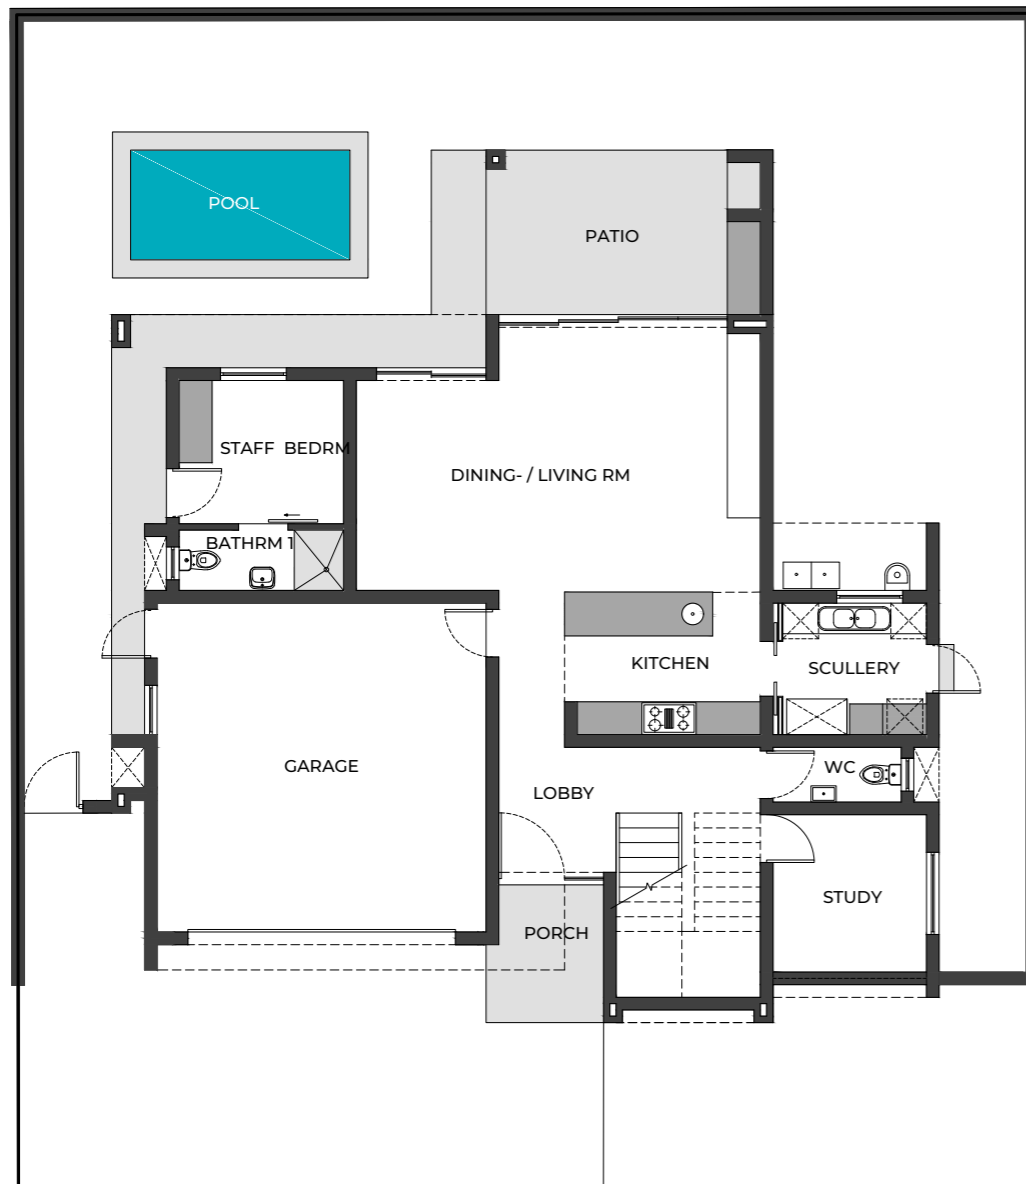 POOL
PATIO
STAFF  BEDRM
DINING- / LIVING RM
BATHRM 1
KITCHEN
SCULLERY
GARAGE
WC
LOBBY
STUDY
PORCH